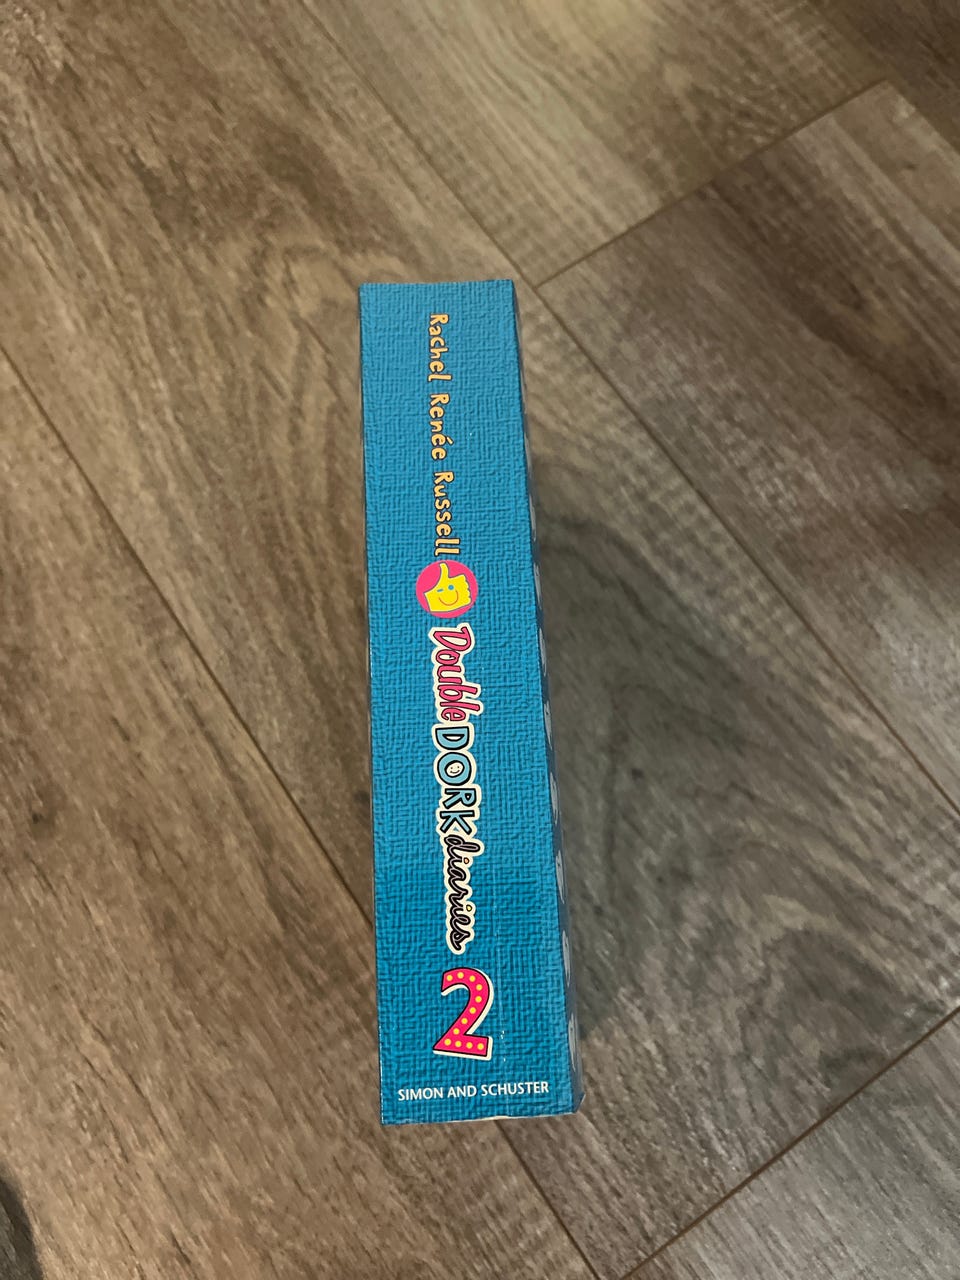 Rachel Renée Russell
Double DORK diaries
2
SIMON AND SCHUSTER